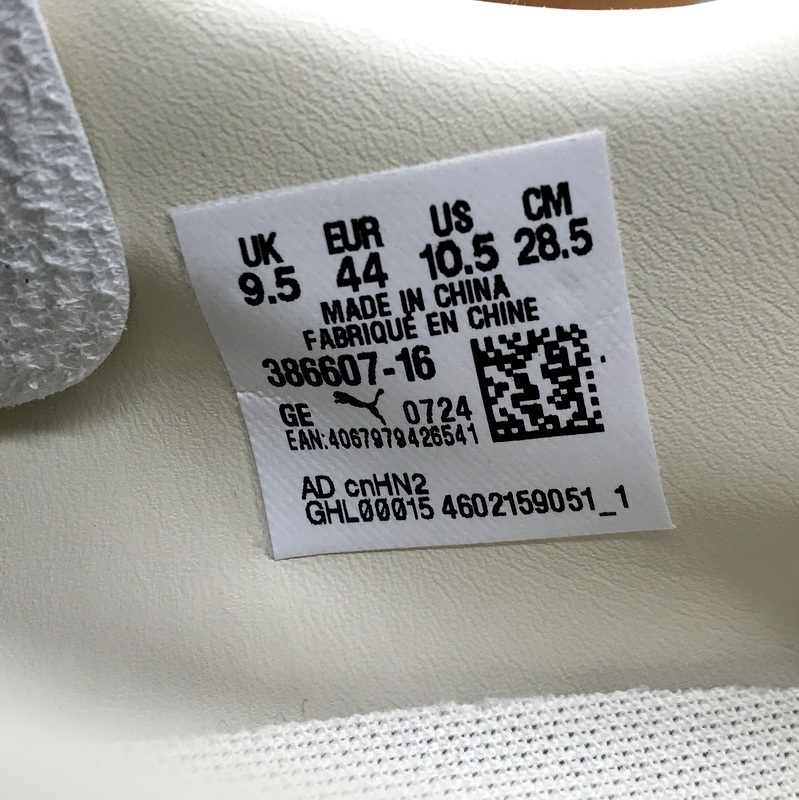 UK EUR US CM
9.5 44 10.5 28.5
MADE IN CHINA
FABRIQUÉ EN CHINE
386607-16
GE 0724
EAN:4067979426541
AD cnHN2
GHL00015 4602159051_1